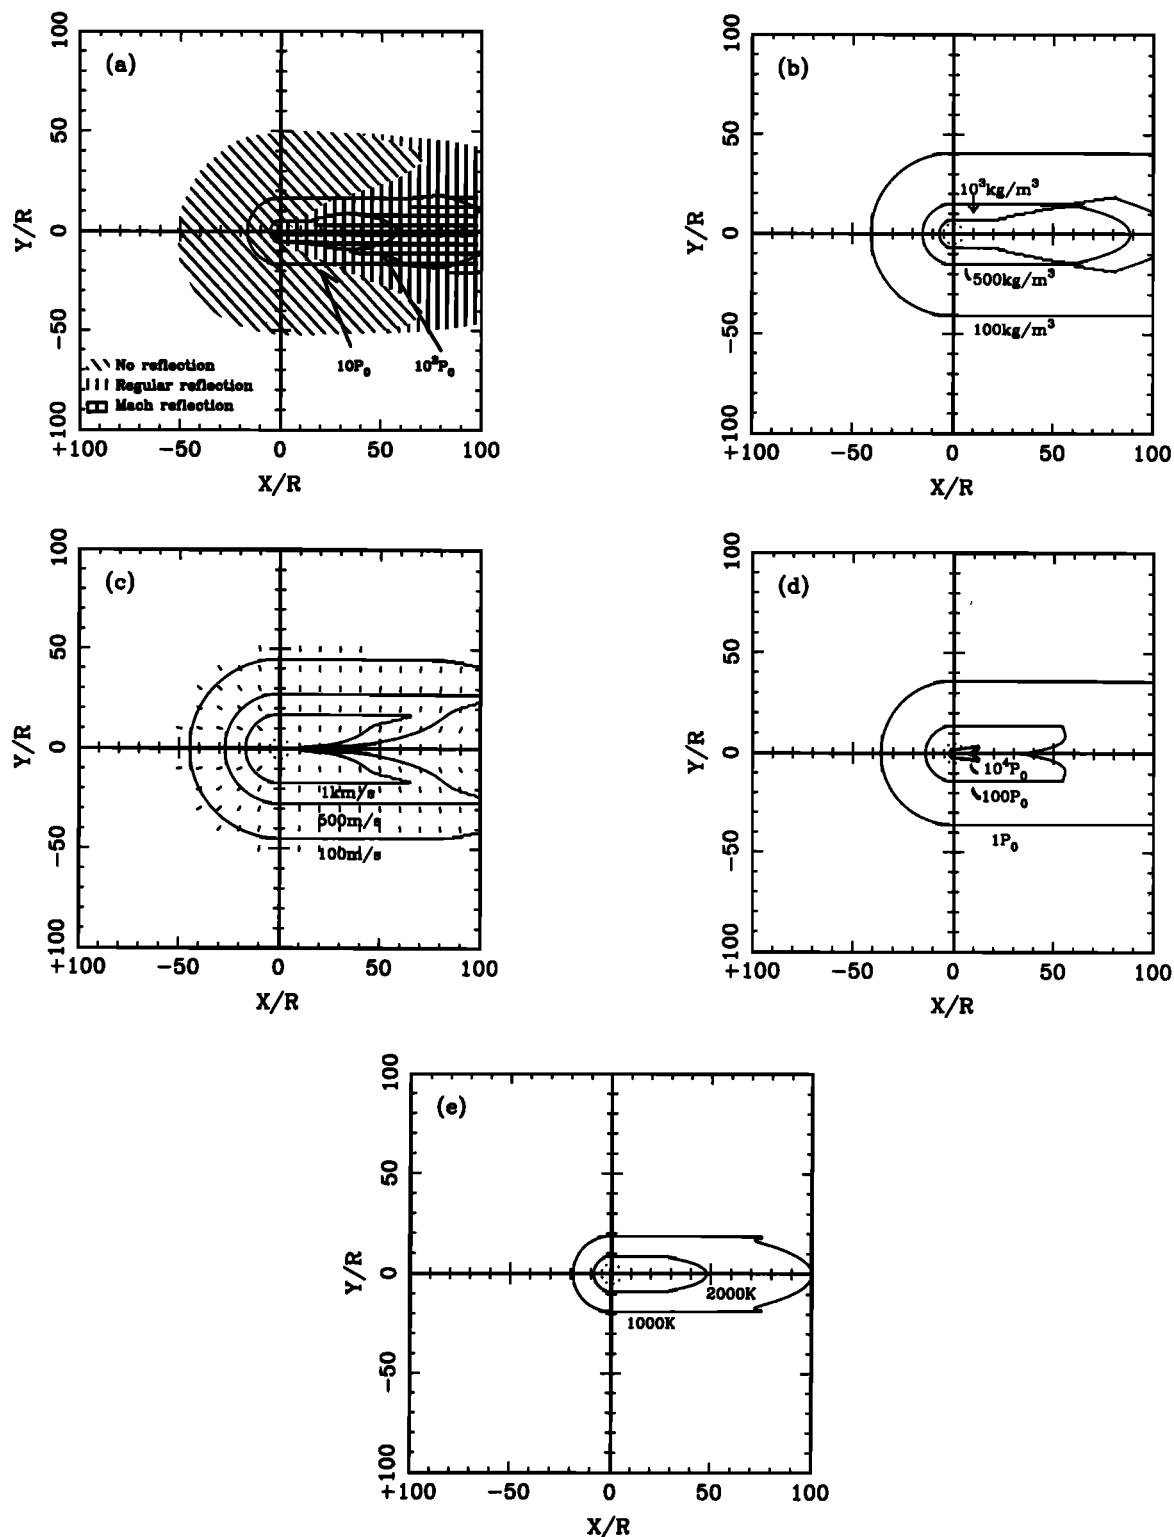 (a)
100
50
0
-50
+100
Y/R
No reflection
Regular reflection
Mach reflection
10P₀
10²P₀
+100 -50 0 50 100
X/R
(b)
100
50
0
-50
+100
Y/R
10³kg/m³
500kg/m³
100kg/m³
+100 -50 0 50 100
X/R
(c)
100
50
0
-50
+100
Y/R
1km/s
500m/s
100m/s
+100 -50 0 50 100
X/R
(d)
100
50
0
-50
+100
Y/R
10⁴P₀
100P₀
1P₀
+100 -50 0 50 100
X/R
(e)
100
50
0
-50
+100
Y/R
2000K
1000K
+100 -50 0 50 100
X/R